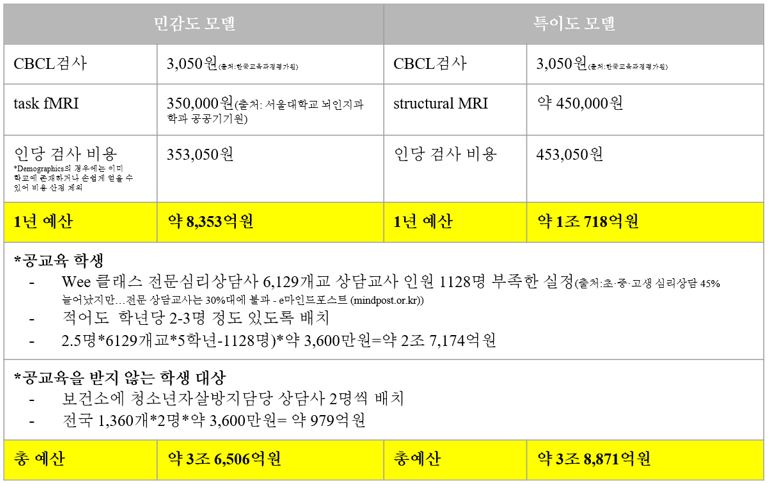 민감도 모델 특이도 모델
CBCL검사 3,050원(출처:한국교육과정평가원) CBCL검사 3,050원(출처:한국교육과정평가원)
task fMRI 350,000원(출처: 서울대학교 뇌인지과 structural MRI 약 450,000원
학과 공공기기원)
인당 검사 비용 353,050원 인당 검사 비용 453,050원
*Demographics의 경우에는 이미
학교에 존재하거나 손쉽게 얻을 수
있어 비용 산정 제외
1년 예산 약 8,353억원 1년 예산 약 1조 718억원
*공교육 학생
- Wee 클래스 전문심리상담사 6,129개교 상담교사 인원 1128명 부족한 실정(출처:초·중·고생 심리상담 45%
늘어났지만…전문 상담교사는 30%대에 불과 - e마인드포스트 (mindpost.or.kr))
- 적어도 학년당 2-3명 정도 있도록 배치
- 2.5명*6129개교*5학년-1128명)*약 3,600만원=약 2조 7,174억원
*공교육을 받지 않는 학생 대상
- 보건소에 청소년자살방지담당 상담사 2명씩 배치
- 전국 1,360개*2명*약 3,600만원= 약 979억원
총 예산 약 3조 6,506억원 총예산 약 3조 8,871억원